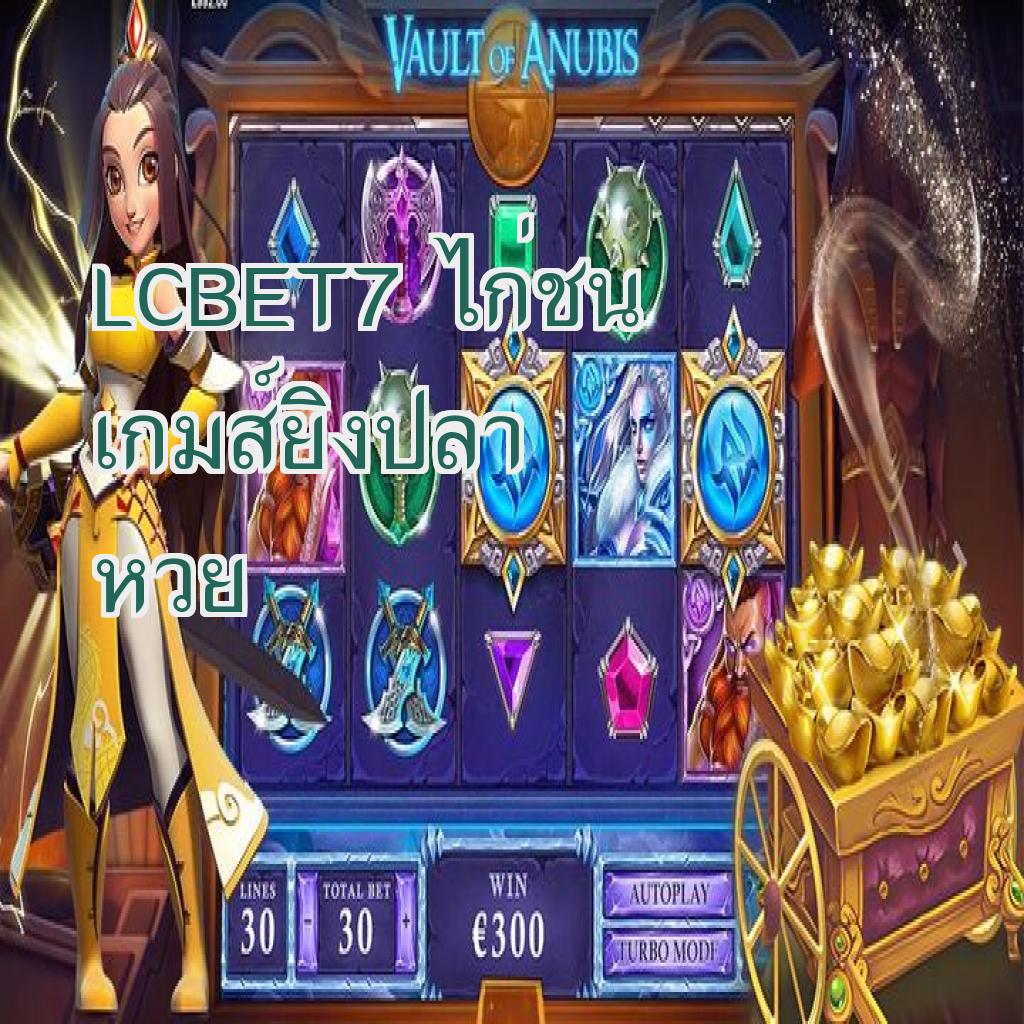 VAULT OF ANUBIS
LCBET7 ไก่ชน
เกมส์ยิงปลา
หวย
LINES
30
TOTAL BET
- 30 +
WIN
€300
AUTOPLAY
TURBO MODE